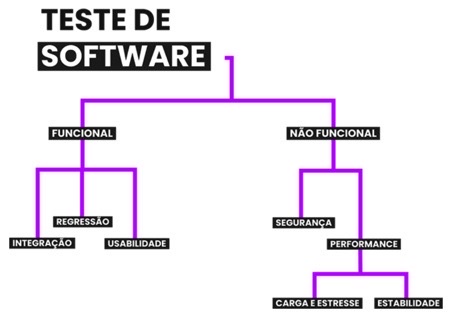 TESTE DE
SOFTWARE
FUNCIONAL
NÃO FUNCIONAL
REGRESSÃO
SEGURANÇA
INTEGRAÇÃO
USABILIDADE
PERFORMANCE
CARGA E ESTRESSE
ESTABILIDADE